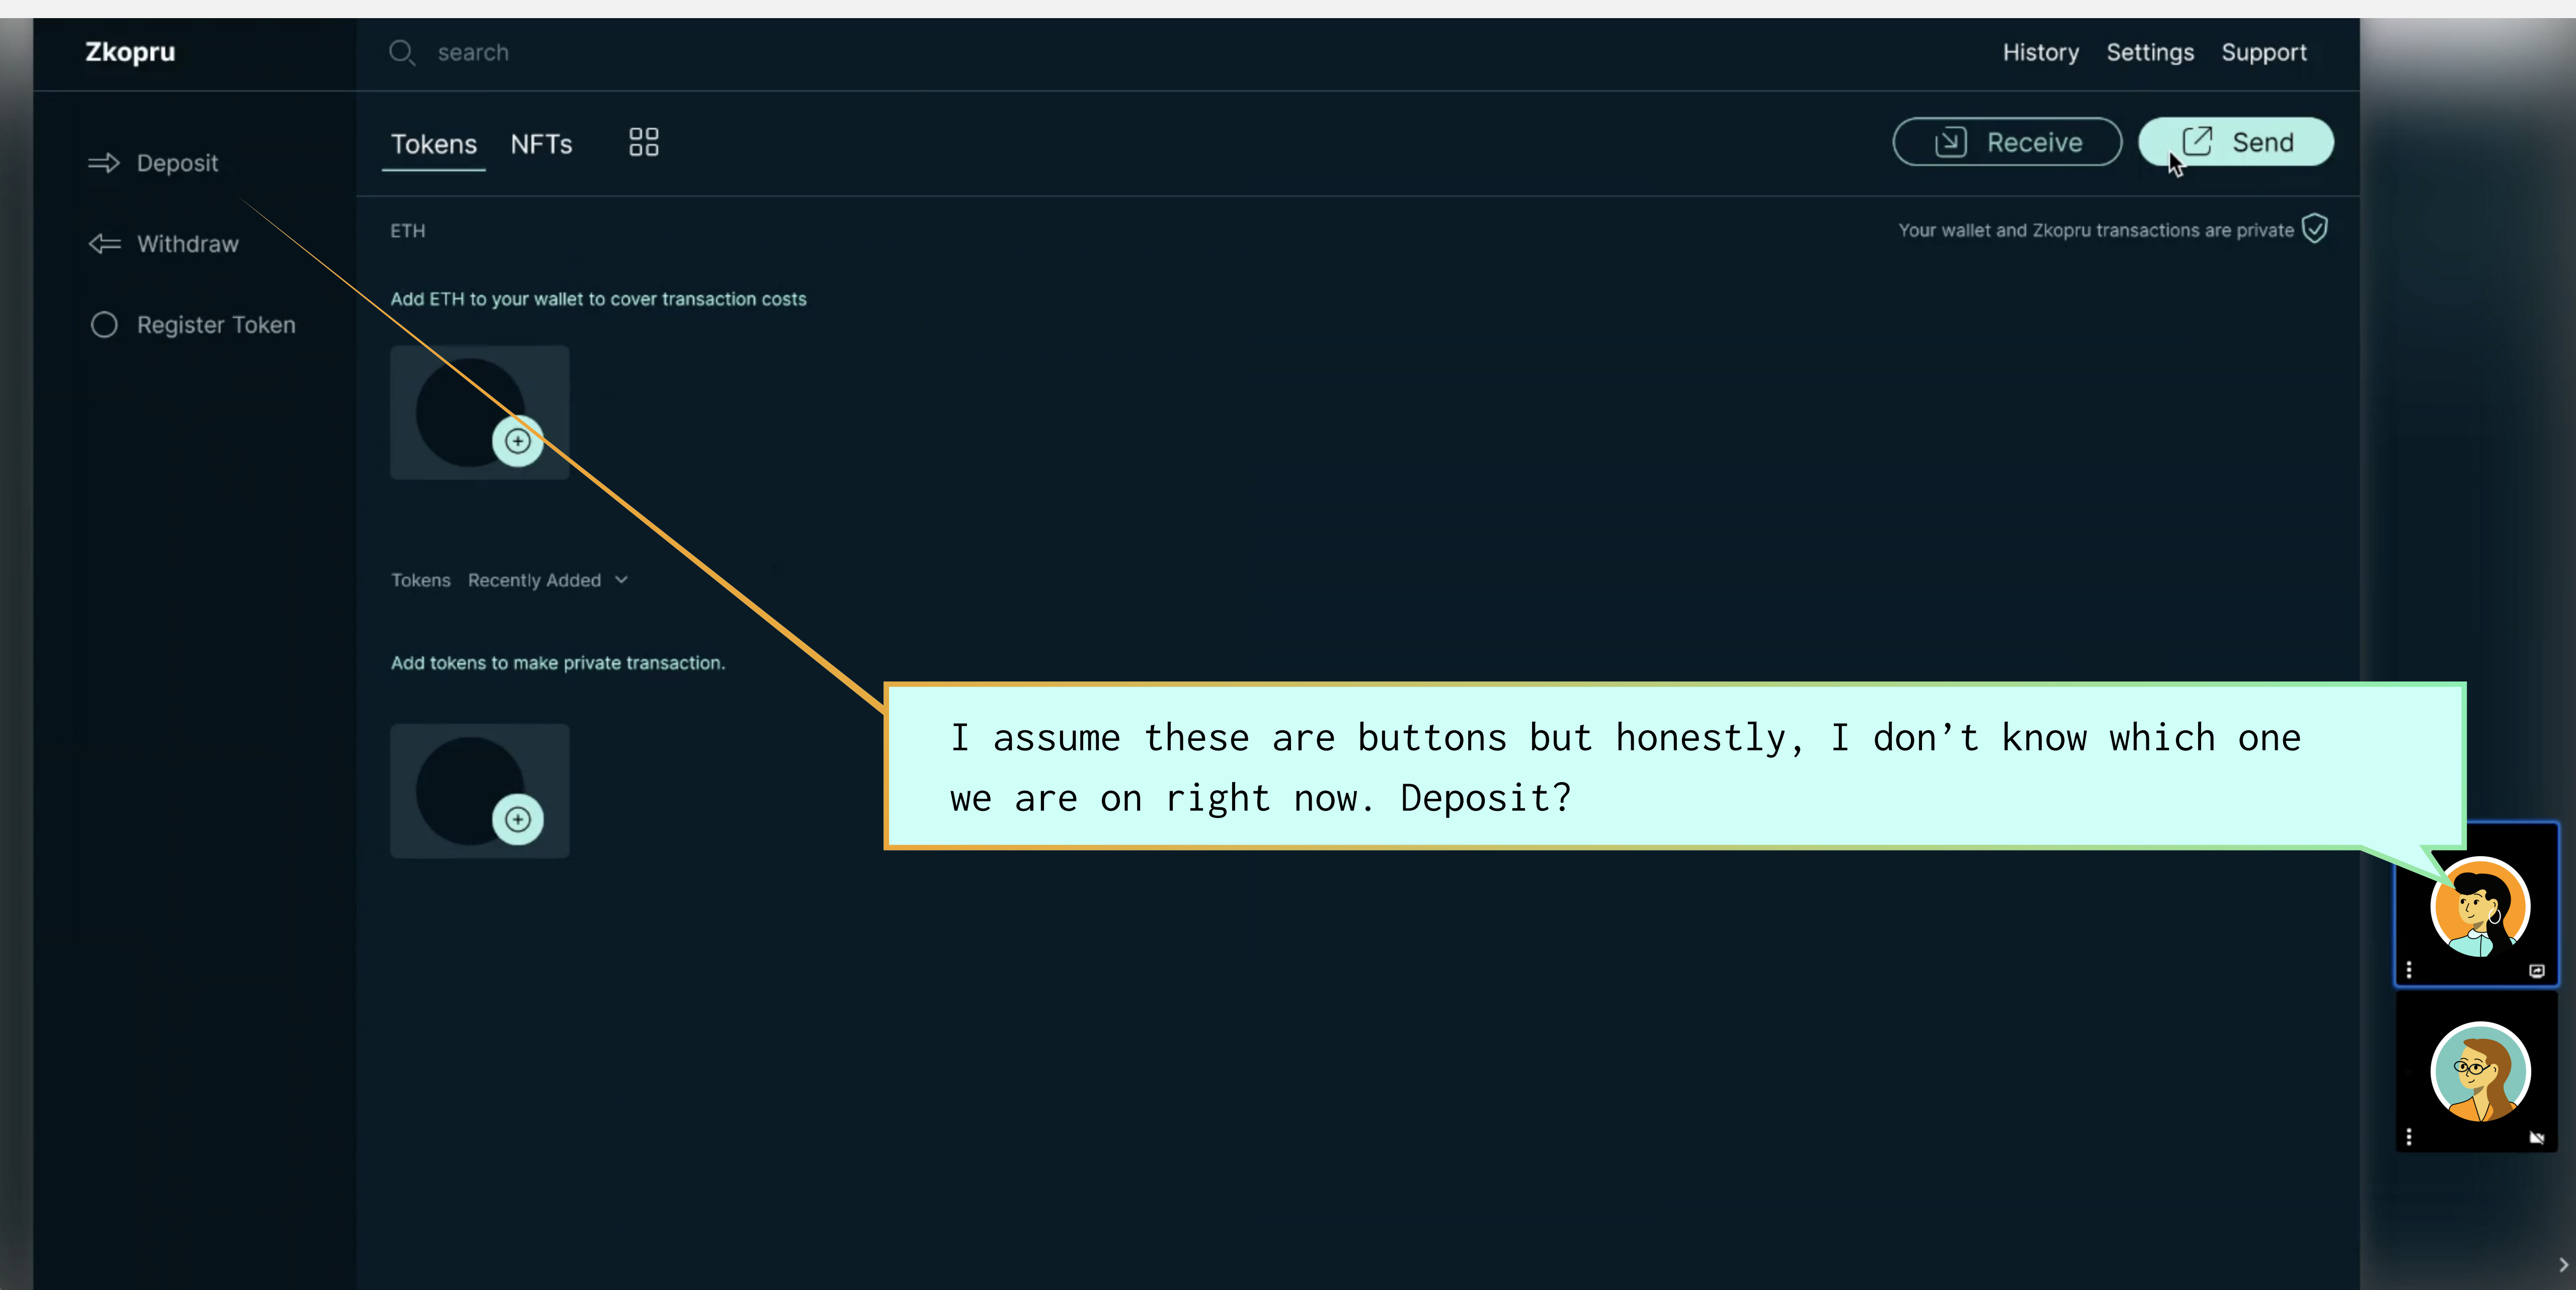 Zkopru
search
History Settings Support
Deposit
Withdraw
Register Token
Tokens NFTs
Receive
Send
ETH
Your wallet and Zkopru transactions are private
Add ETH to your wallet to cover transaction costs
Tokens Recently Added
Add tokens to make private transaction.
I assume these are buttons but honestly, I don’t know which one
we are on right now. Deposit?